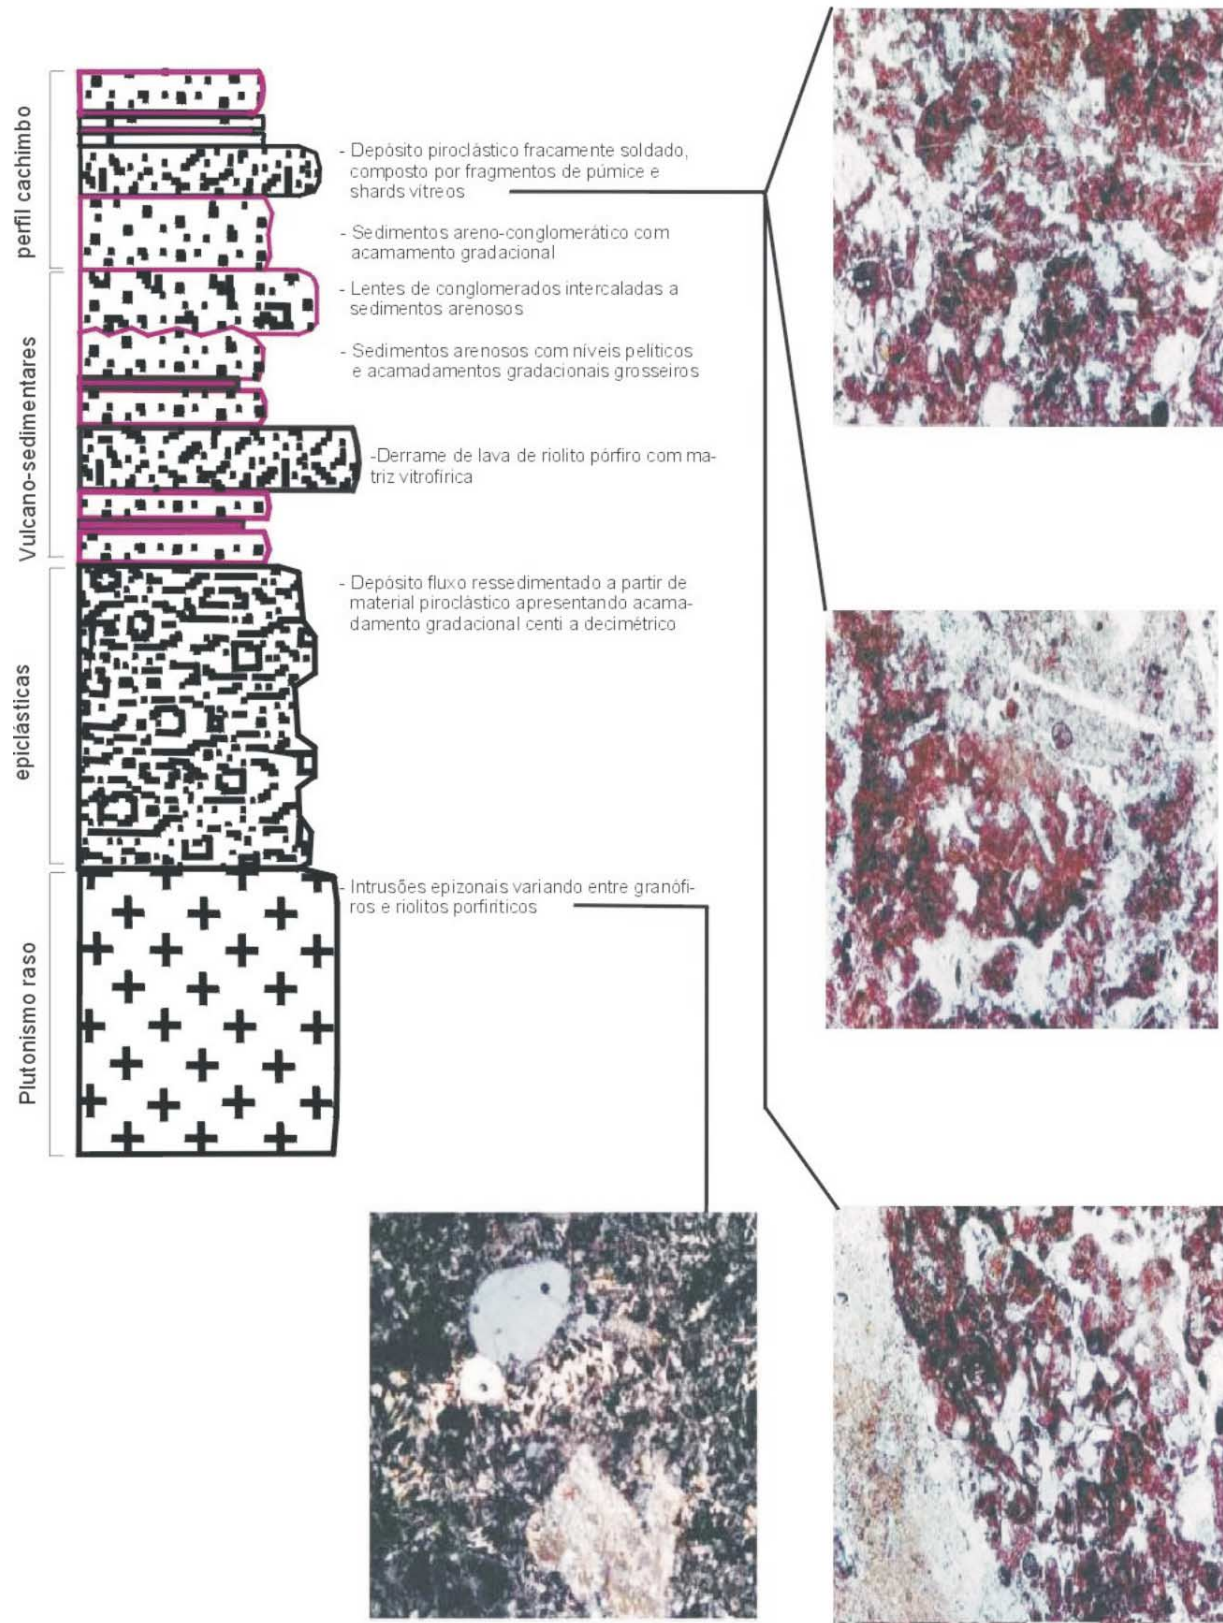 perfil cachimbo
- Depósito piroclástico fracamente soldado,
composto por fragmentos de púmice e
shards vítreos
- Sedimentos areno-conglomerático com
acamamento gradacional
Vulcano-sedimentares
- Lentes de conglomerados intercaladas a
sedimentos arenosos
- Sedimentos arenosos com níveis pelíticos
e acamadamentos gradacionais grosseiros
-Derrame de lava de riolito pórfiro com ma-
triz vitrofírica
epiclásticas
- Depósito fluxo ressedimentado a partir de
material piroclástico apresentando acama-
damento gradacional centi a decimétrico
Plutonismo raso
- Intrusões epizonais variando entre granófi-
ros e riolitos porfiríticos